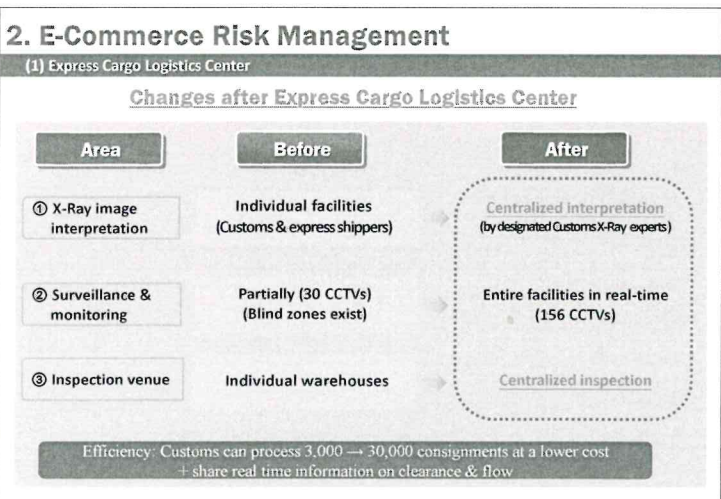 2. E-Commerce Risk Management
(1) Express Cargo Logistics Center
Changes after Express Cargo Logistics Center
Area
Before
After
① X-Ray image
interpretation
Individual facilities
(Customs & express shippers)
Centralized interpretation
(by designated Customs X-Ray experts)
② Surveillance &
monitoring
Partially (30 CCTVs)
(Blind zones exist)
Entire facilities in real-time
(156 CCTVs)
③ Inspection venue
Individual warehouses
Centralized inspection
Efficiency: Customs can process 3,000 → 30,000 consignments at a lower cost
+ share real time information on clearance & flow